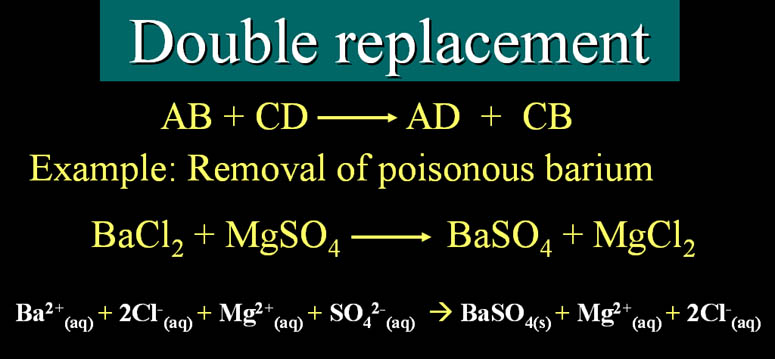 Double replacement
AB + CD ⟶ AD + CB
Example: Removal of poisonous barium
BaCl₂ + MgSO₄ ⟶ BaSO₄ + MgCl₂
Ba²⁺(aq) + 2Cl⁻(aq) + Mg²⁺(aq) + SO₄²⁻(aq) → BaSO₄(s) + Mg²⁺(aq) + 2Cl⁻(aq)